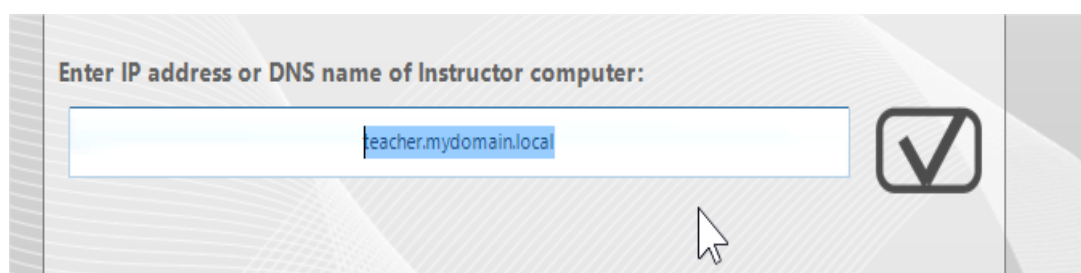 Enter IP address or DNS name of Instructor computer:
teacher.mydomain.local